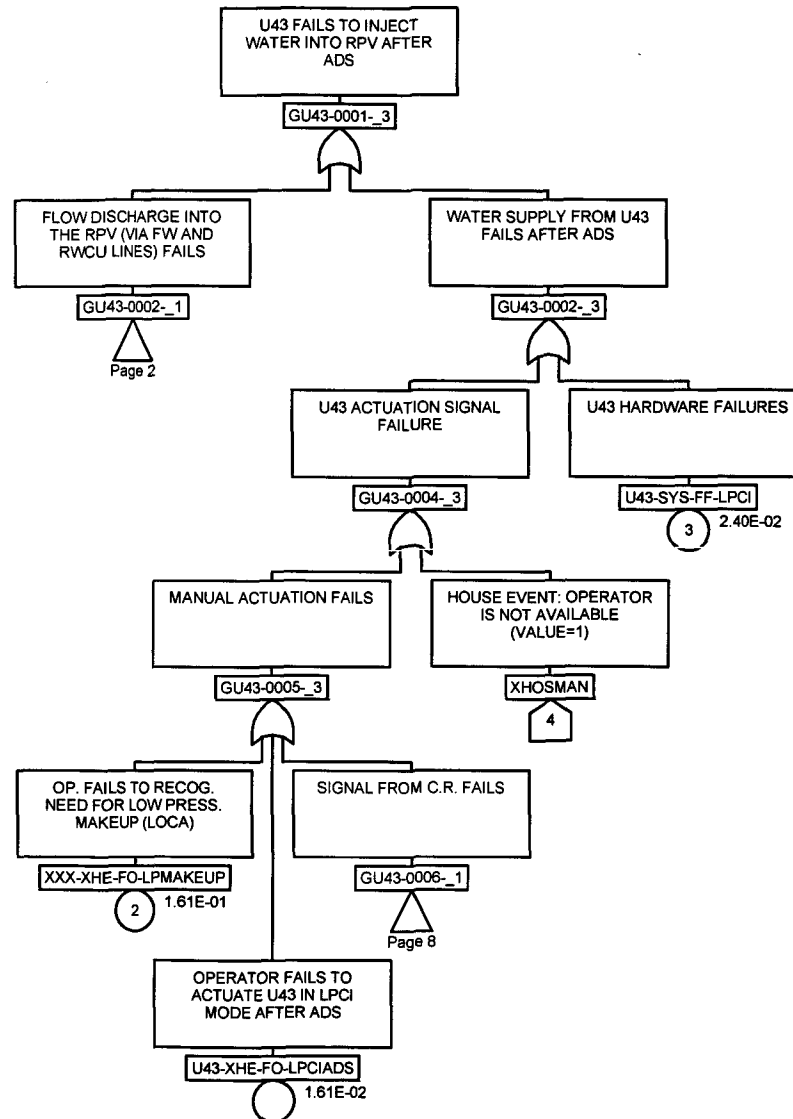 U43 FAILS TO INJECT
WATER INTO RPV AFTER
ADS
GU43-0001-_3
FLOW DISCHARGE INTO
THE RPV (VIA FW AND
RWCU LINES) FAILS
GU43-0002-_1
Page 2
WATER SUPPLY FROM U43
FAILS AFTER ADS
GU43-0002-_3
U43 ACTUATION SIGNAL
FAILURE
GU43-0004-_3
U43 HARDWARE FAILURES
U43-SYS-FF-LPCI
3
2.40E-02
MANUAL ACTUATION FAILS
GU43-0005-_3
HOUSE EVENT: OPERATOR
IS NOT AVAILABLE
(VALUE=1)
XHOSMAN
4
OP. FAILS TO RECOG.
NEED FOR LOW PRESS.
MAKEUP (LOCA)
XXX-XHE-FO-LPMAKEUP
2
1.61E-01
SIGNAL FROM C.R. FAILS
GU43-0006-_1
Page 8
OPERATOR FAILS TO
ACTUATE U43 IN LPCI
MODE AFTER ADS
U43-XHE-FO-LPCIADS
1.61E-02